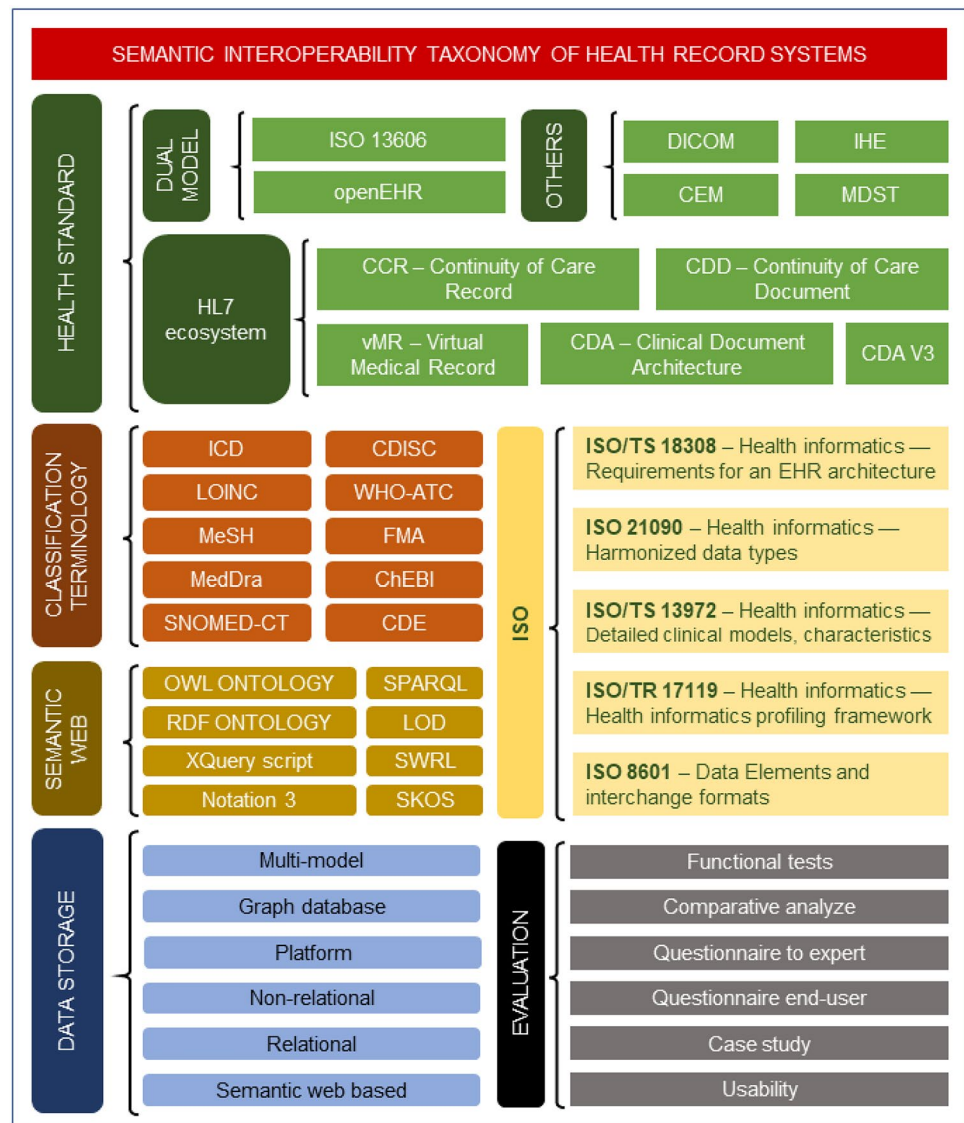 SEMANTIC INTEROPERABILITY TAXONOMY OF HEALTH RECORD SYSTEMS
HEALTH STANDARD
DUAL
MODEL
ISO 13606
openEHR
OTHERS
DICOM
IHE
CEM
MDST
HL7
ecosystem
CCR – Continuity of Care
Record
CDD – Continuity of Care
Document
vMR – Virtual
Medical Record
CDA – Clinical Document
Architecture
CDA V3
CLASSIFICATION
TERMINOLOGY
ICD
CDISC
LOINC
WHO-ATC
MeSH
FMA
MedDra
ChEBI
SNOMED-CT
CDE
SEMANTIC
WEB
OWL ONTOLOGY
SPARQL
RDF ONTOLOGY
LOD
XQuery script
SWRL
Notation 3
SKOS
ISO
ISO/TS 18308 – Health informatics —
Requirements for an EHR architecture
ISO 21090 – Health informatics —
Harmonized data types
ISO/TS 13972 – Health informatics —
Detailed clinical models, characteristics
ISO/TR 17119 – Health informatics —
Health informatics profiling framework
ISO 8601 – Data Elements and
interchange formats
DATA STORAGE
Multi-model
Graph database
Platform
Non-relational
Relational
Semantic web based
EVALUATION
Functional tests
Comparative analyze
Questionnaire to expert
Questionnaire end-user
Case study
Usability